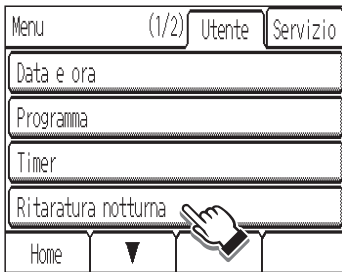 Menu (1/2) Utente Servizio
Data e ora
Programma
Timer
Ritaratura notturna
Home ▼